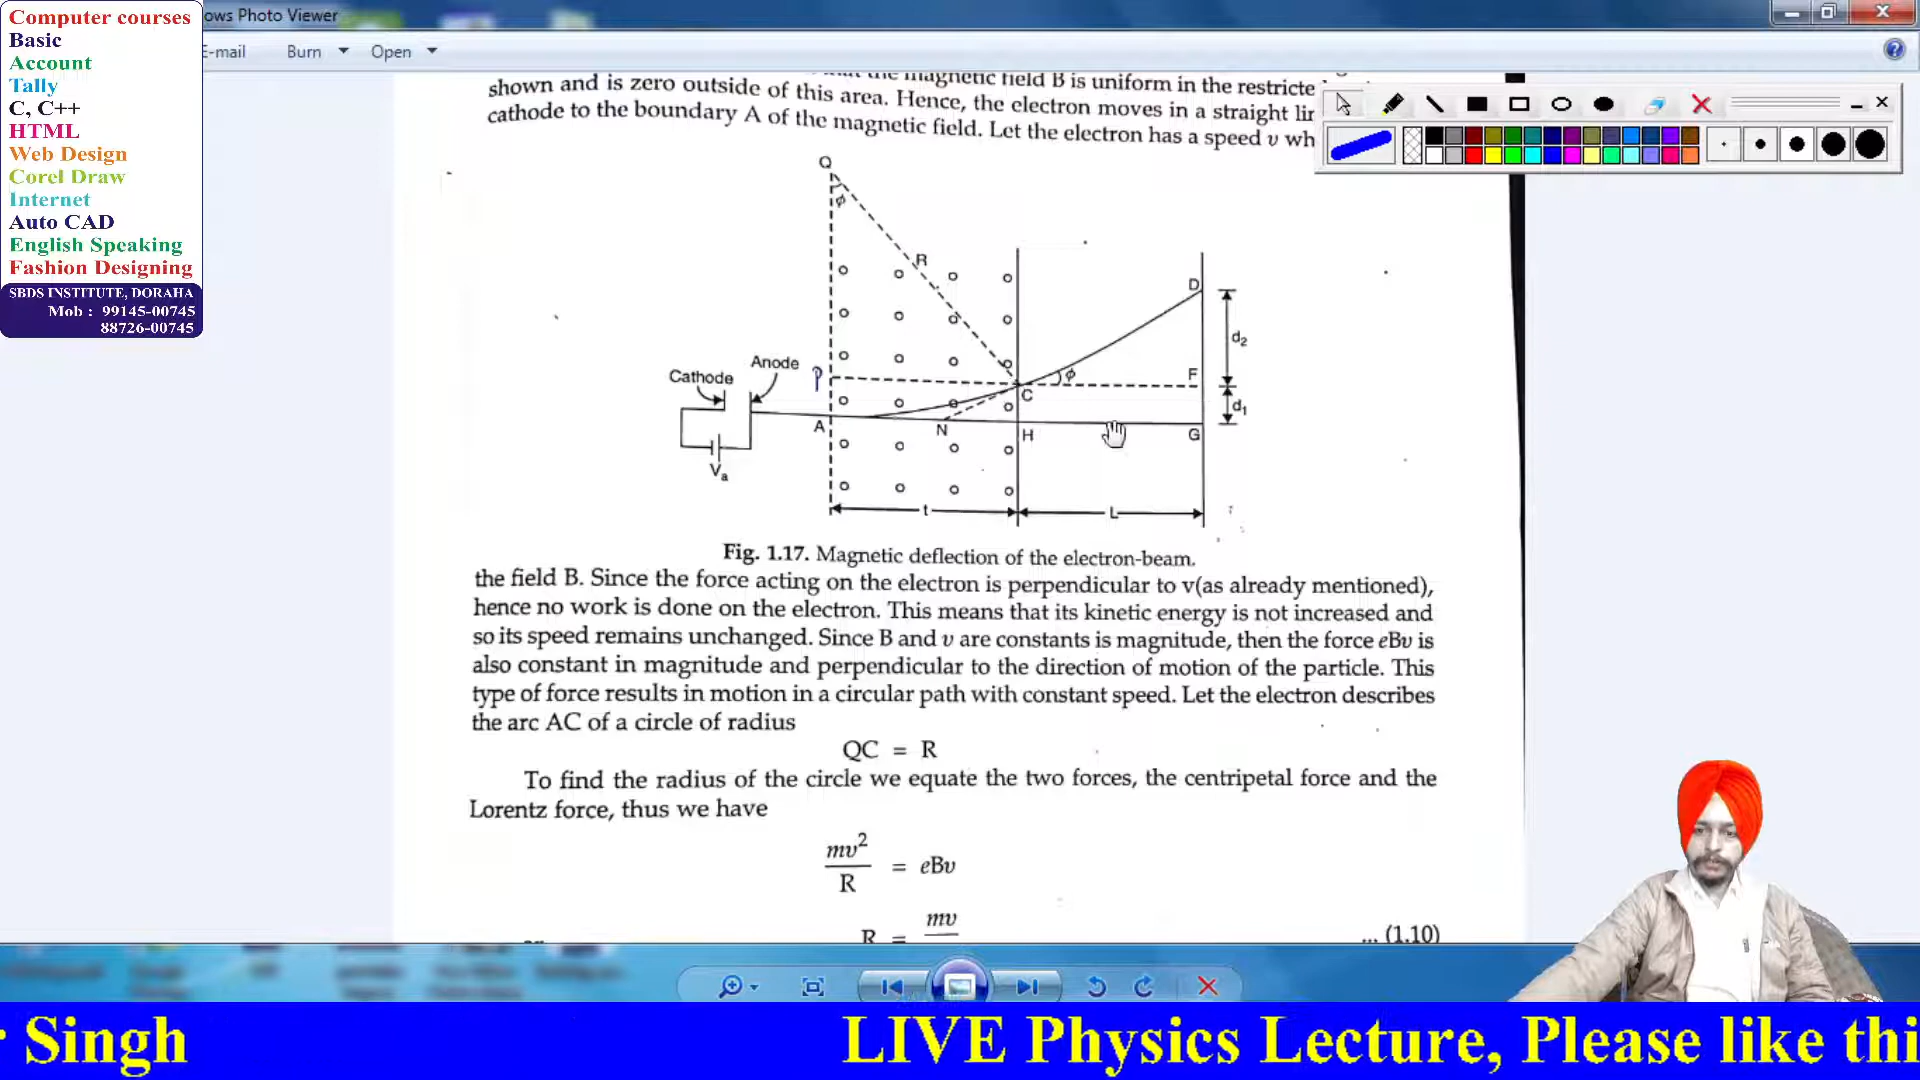 Computer courses
Basic
Account
Tally
C, C++
HTML
Web Design
Corel Draw
Internet
Auto CAD
English Speaking
Fashion Designing
SBDS INSTITUTE, DORAHA
Mob : 99145-00745
88726-00745
ows Photo Viewer
E-mail Burn Open
the magnetic field B is uniform in the restricte
shown and is zero outside of this area. Hence, the electron moves in a straight lin
cathode to the boundary A of the magnetic field. Let the electron has a speed v wh
Q
φ
R
D
d2
Anode
Cathode
P
φ
F
C
d1
A
N
H
G
Va
t
L
Fig. 1.17. Magnetic deflection of the electron-beam.
the field B. Since the force acting on the electron is perpendicular to v(as already mentioned),
hence no work is done on the electron. This means that its kinetic energy is not increased and
so its speed remains unchanged. Since B and v are constants is magnitude, then the force eBv is
also constant in magnitude and perpendicular to the direction of motion of the particle. This
type of force results in motion in a circular path with constant speed. Let the electron describes
the arc AC of a circle of radius
QC = R
To find the radius of the circle we equate the two forces, the centripetal force and the
Lorentz force, thus we have
mv²
R
= eBv
R = mv
... (1.10)
Singh LIVE Physics Lecture, Please like thi